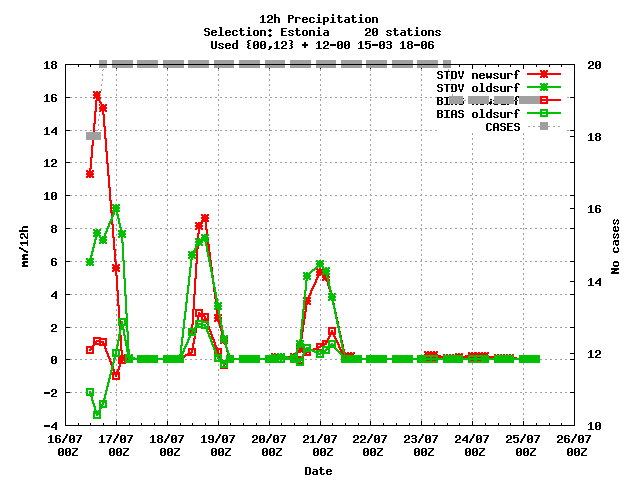 12h Precipitation
Selection: Estonia 20 stations
Used {00,12} + 12-00 15-03 18-06
STDV newsurf
STDV oldsurf
BIAS newsurf
BIAS oldsurf
CASES
mm/12h
18
16
14
12
10
8
6
4
2
0
-2
-4
No cases
20
18
16
14
12
10
16/07 17/07 18/07 19/07 20/07 21/07 22/07 23/07 24/07 25/07 26/07
00Z 00Z 00Z 00Z 00Z 00Z 00Z 00Z 00Z 00Z 00Z
Date